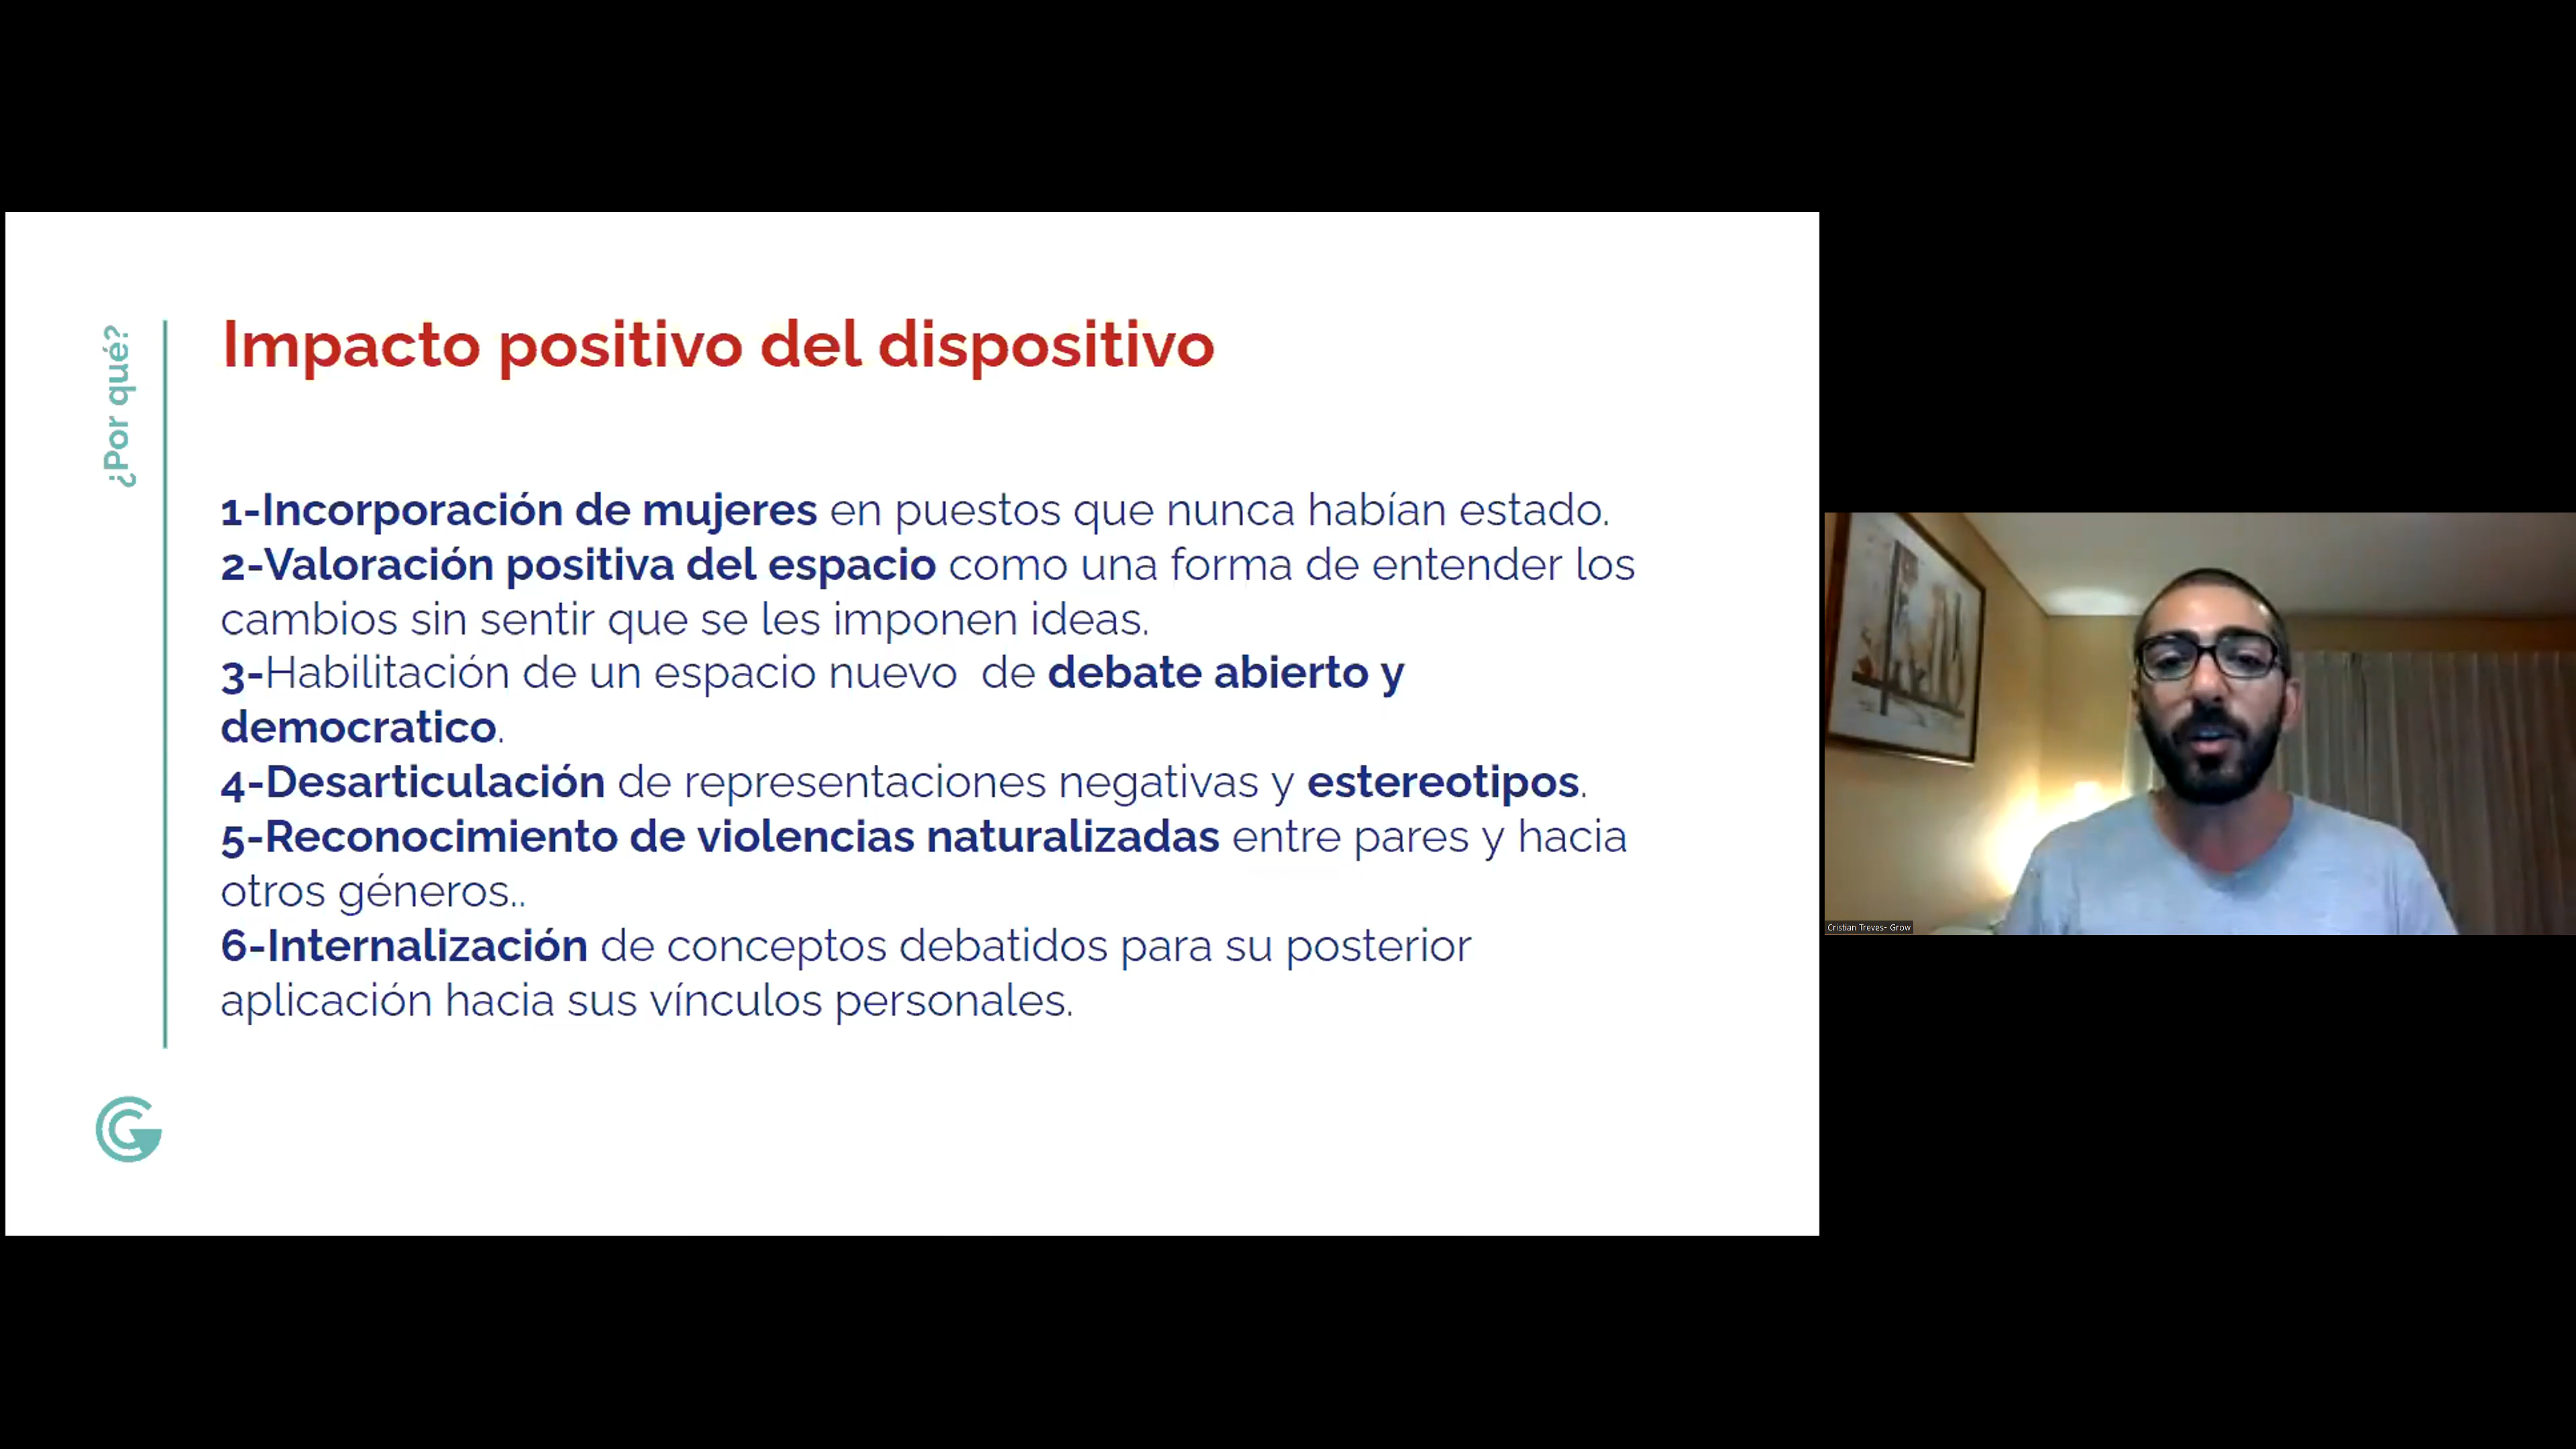 ¿Por qué?
Impacto positivo del dispositivo
1-Incorporación de mujeres en puestos que nunca habían estado.
2-Valoración positiva del espacio como una forma de entender los
cambios sin sentir que se les imponen ideas.
3-Habilitación de un espacio nuevo  de debate abierto y
democratico.
4-Desarticulación de representaciones negativas y estereotipos.
5-Reconocimiento de violencias naturalizadas entre pares y hacia
otros géneros..
6-Internalización de conceptos debatidos para su posterior
aplicación hacia sus vínculos personales.
Cristian Treves- Grow